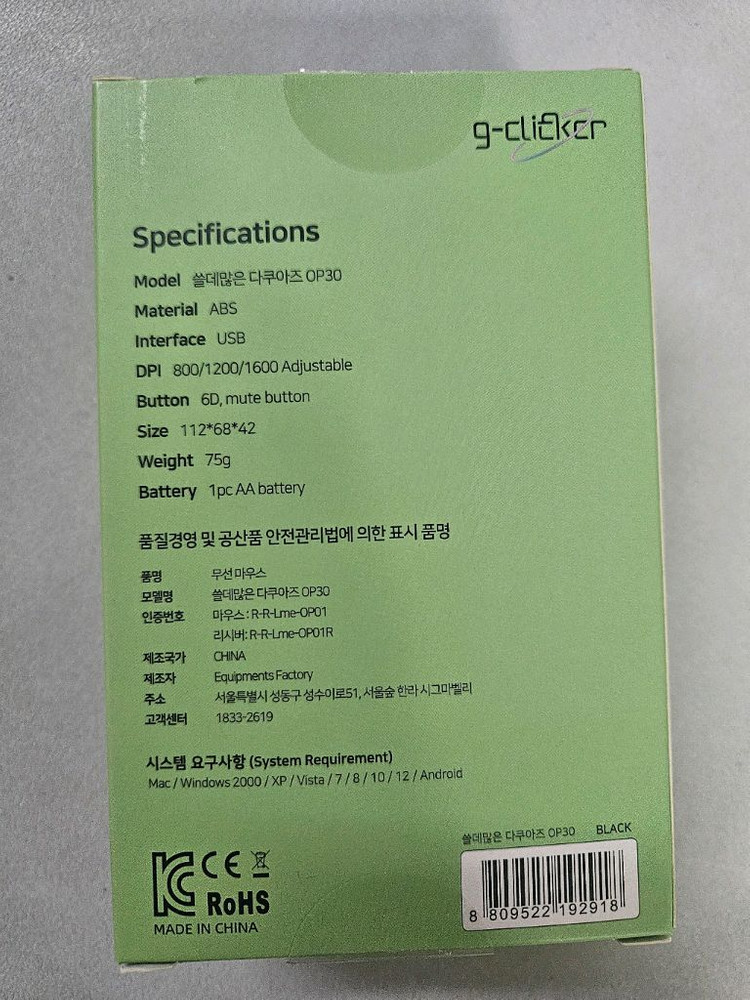 g-clicker
Specifications
Model 쓸데많은 다쿠아즈 OP30
Material ABS
Interface USB
DPI 800/1200/1600 Adjustable
Button 6D, mute button
Size 112*68*42
Weight 75g
Battery 1pc AA battery
품질경영 및 공산품 안전관리법에 의한 표시 품명
품명 무선 마우스
모델명 쓸데많은 다쿠아즈 OP30
인증번호 마우스 : R-R-Lme-OP01
리시버: R-R-Lme-OP01R
제조국가 CHINA
제조자 Equipments Factory
주소 서울특별시 성동구 성수이로51, 서울숲 한라 시그마밸리
고객센터 1833-2619
시스템 요구사항 (System Requirement)
Mac / Windows 2000 / XP / Vista / 7 / 8 / 10 / 12 / Android
쓸데많은 다쿠아즈 OP30 BLACK
8 809522 192918
KC CE
RoHS
MADE IN CHINA